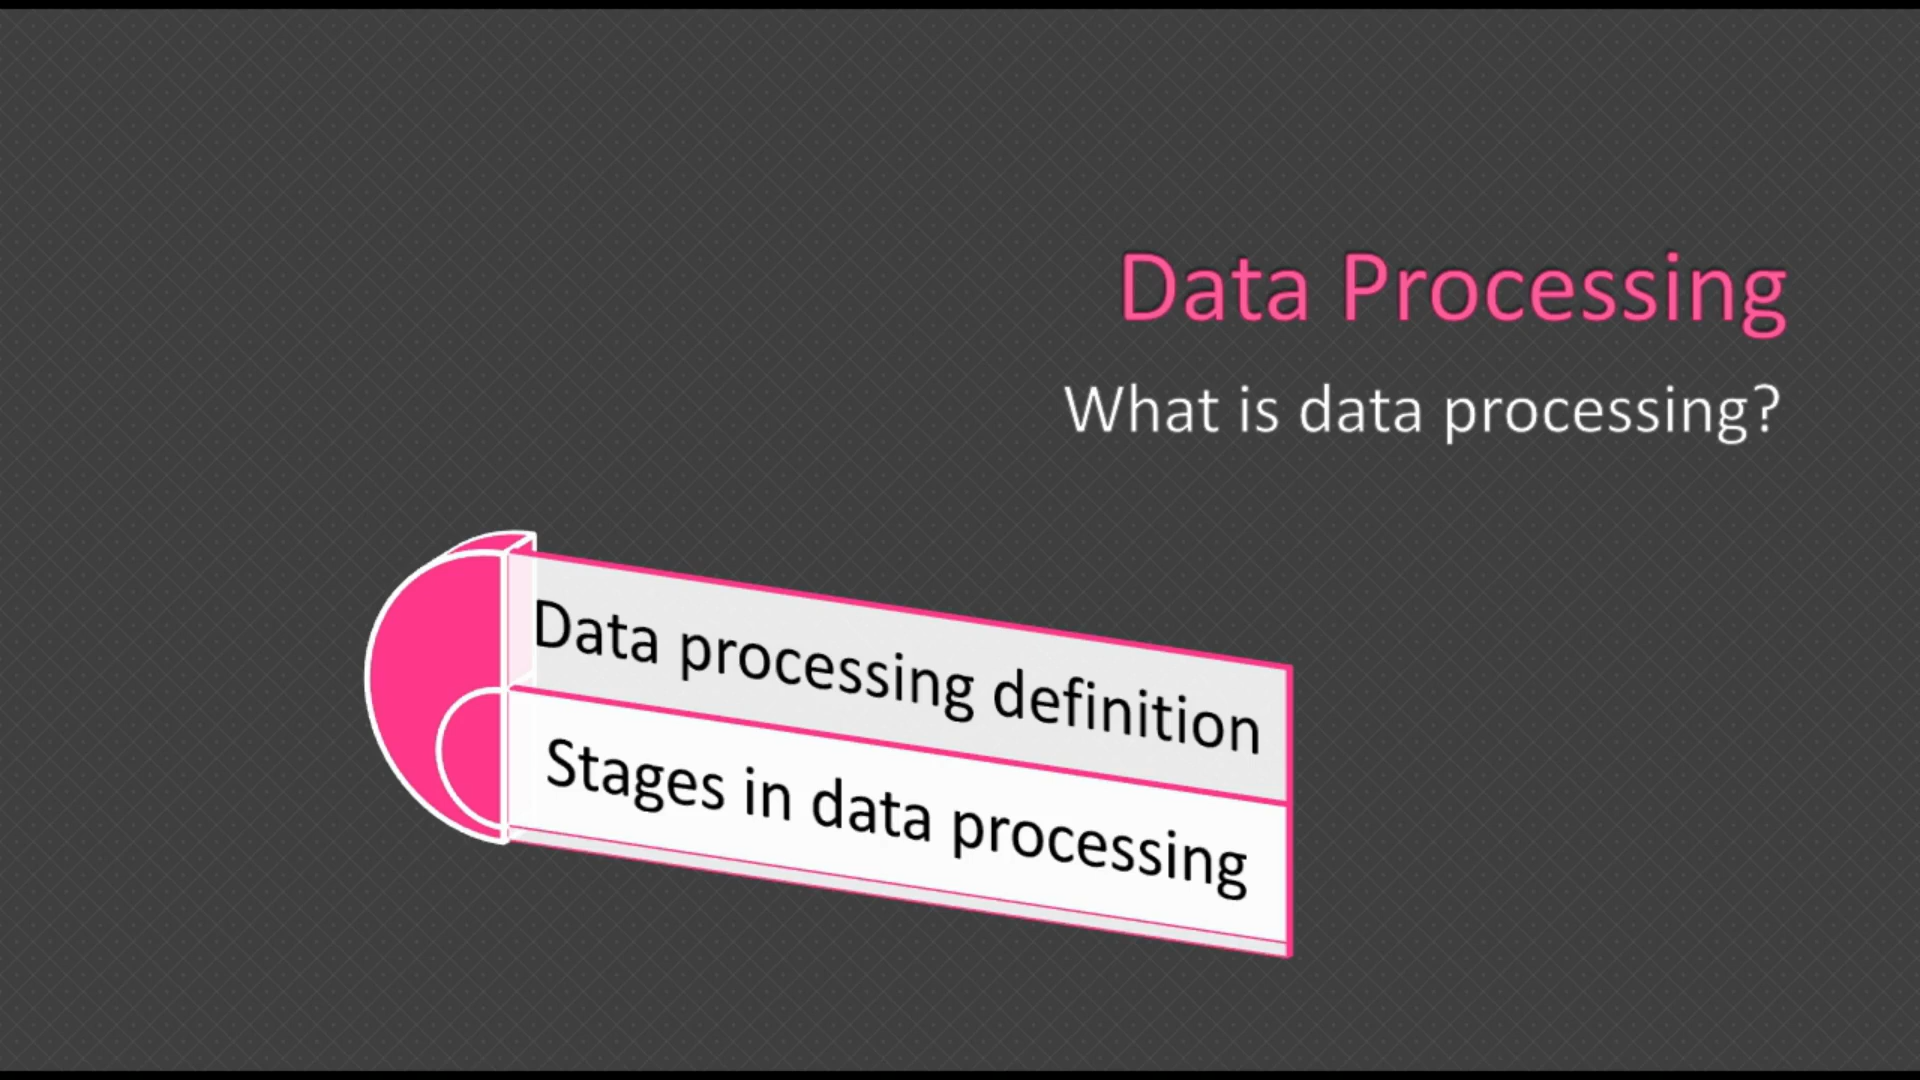 Data Processing
What is data processing?
Data processing definition
Stages in data processing